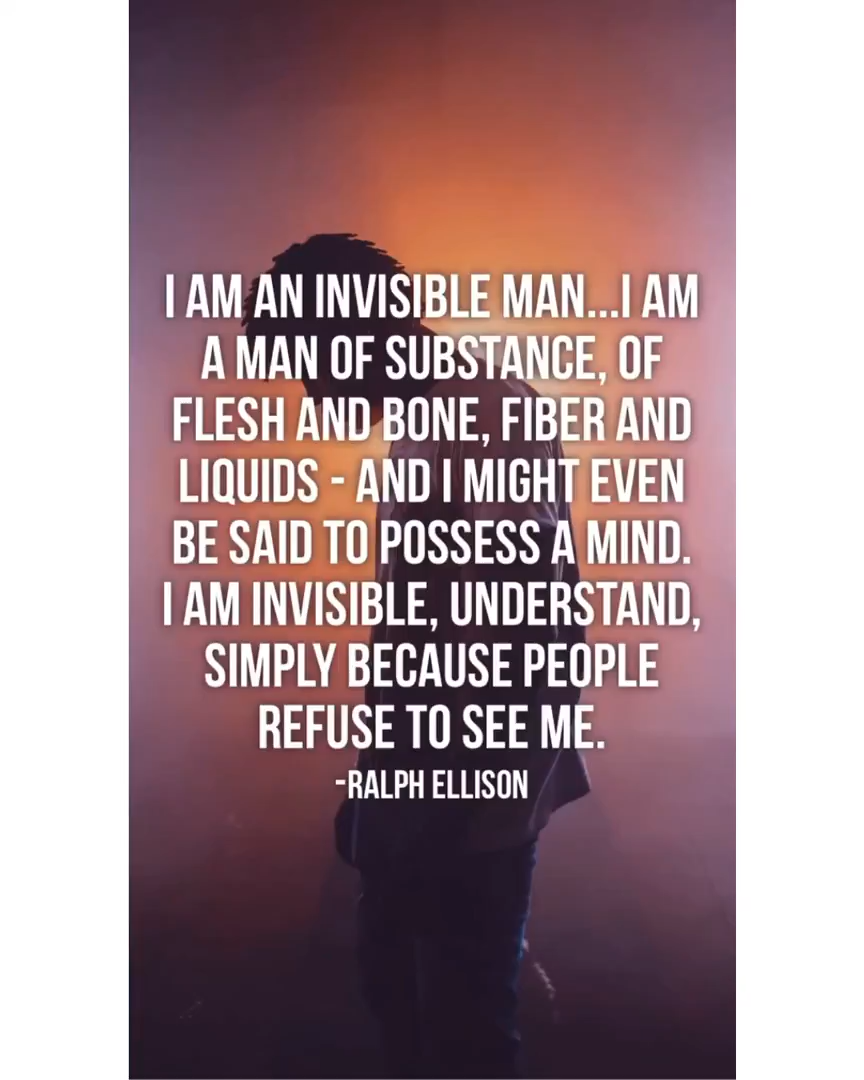 I AM AN INVISIBLE MAN...I AM
A MAN OF SUBSTANCE, OF
FLESH AND BONE, FIBER AND
LIQUIDS - AND I MIGHT EVEN
BE SAID TO POSSESS A MIND.
I AM INVISIBLE, UNDERSTAND,
SIMPLY BECAUSE PEOPLE
REFUSE TO SEE ME.
-RALPH ELLISON